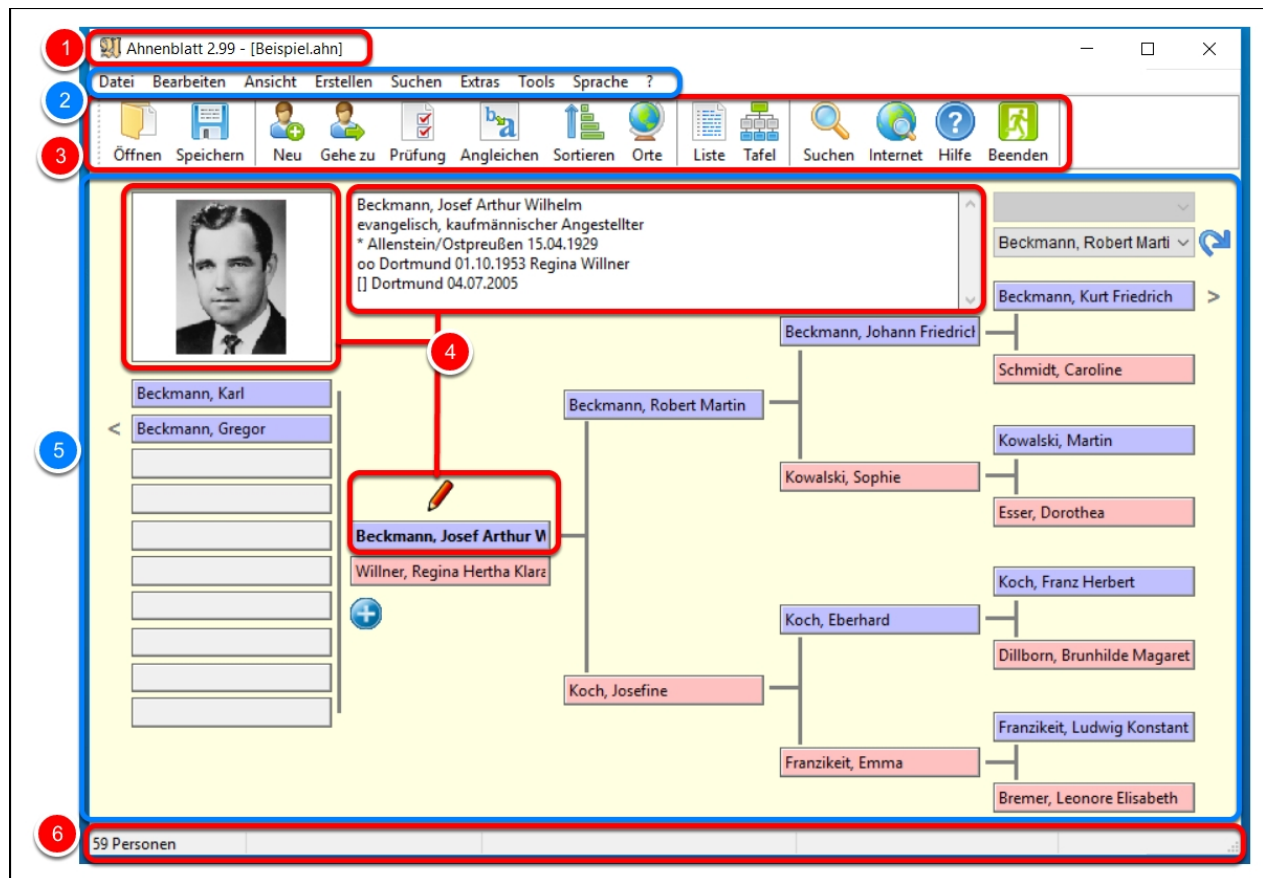 1
Ahnenblatt 2.99 - [Beispiel.ahn]
2
Datei Bearbeiten Ansicht Erstellen Suchen Extras Tools Sprache ?
3
Öffnen Speichern Neu Gehe zu Prüfung Angleichen Sortieren Orte Liste Tafel Suchen Internet Hilfe Beenden
Beckmann, Josef Arthur Wilhelm
evangelisch, kaufmännischer Angestellter
* Allenstein/Ostpreußen 15.04.1929
oo Dortmund 01.10.1953 Regina Willner
[] Dortmund 04.07.2005
4
Beckmann, Robert Marti
5
Beckmann, Karl
< Beckmann, Gregor
Beckmann, Josef Arthur W
Willner, Regina Hertha Klara
Beckmann, Robert Martin
Koch, Josefine
Beckmann, Johann Friedrich
Kowalski, Sophie
Koch, Eberhard
Franzikeit, Emma
Beckmann, Kurt Friedrich >
Schmidt, Caroline
Kowalski, Martin
Esser, Dorothea
Koch, Franz Herbert
Dillborn, Brunhilde Magaret
Franzikeit, Ludwig Konstant
Bremer, Leonore Elisabeth
6
59 Personen